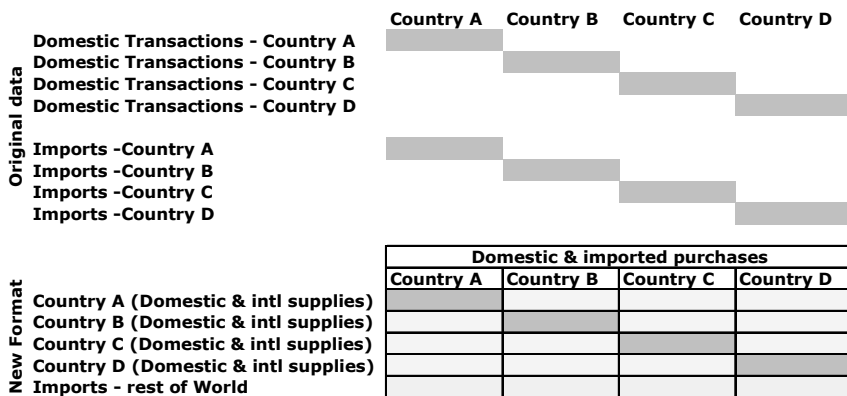 Country A Country B Country C Country D
Original data
Domestic Transactions - Country A
Domestic Transactions - Country B
Domestic Transactions - Country C
Domestic Transactions - Country D
Imports -Country A
Imports -Country B
Imports -Country C
Imports -Country D
Domestic & imported purchases
Country A Country B Country C Country D
New Format
Country A (Domestic & intl supplies)
Country B (Domestic & intl supplies)
Country C (Domestic & intl supplies)
Country D (Domestic & intl supplies)
Imports - rest of World